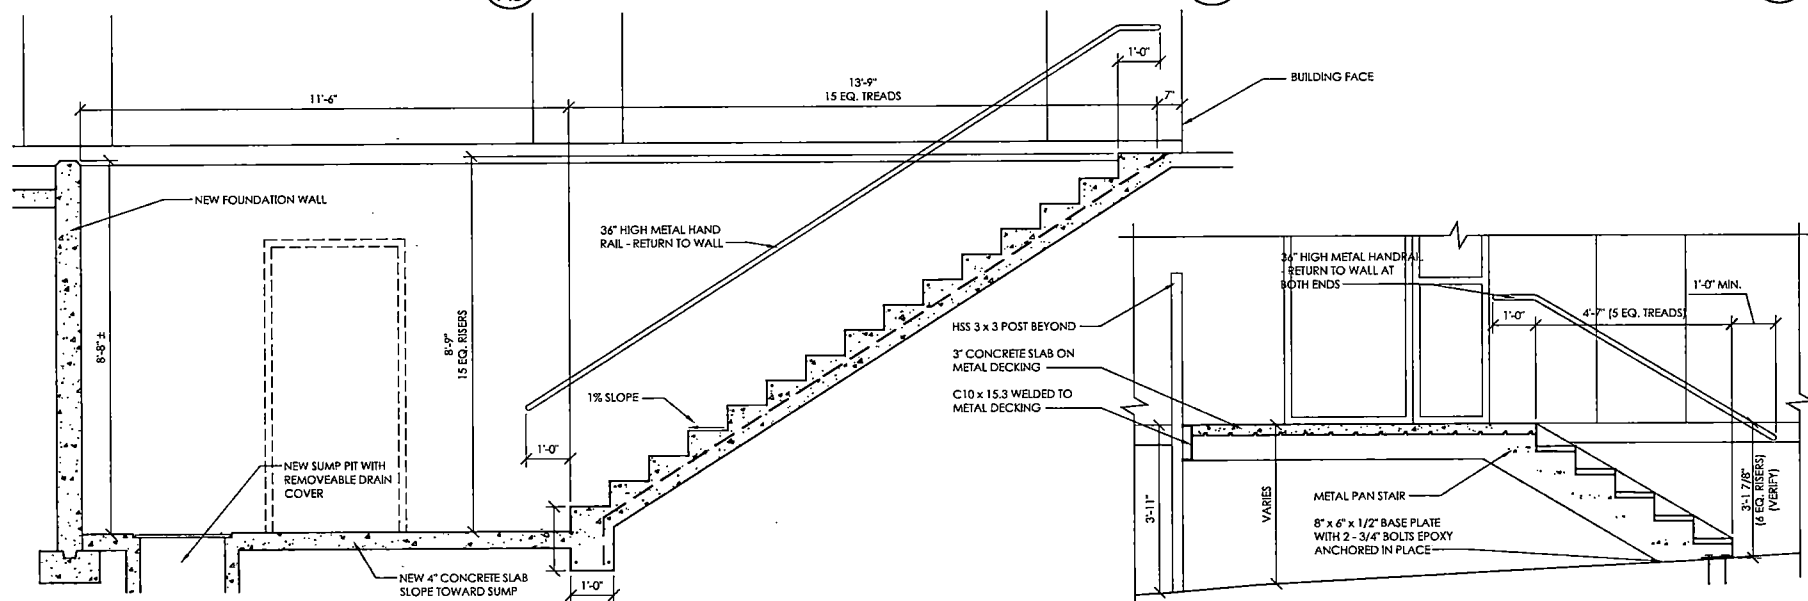 1'-0"
13'-9"
15 EQ. TREADS
7"
11'-6"
BUILDING FACE
NEW FOUNDATION WALL
36" HIGH METAL HAND
RAIL - RETURN TO WALL
8'-8" ±
8'-9"
15 EQ. RISERS
1% SLOPE
1'-0"
NEW SUMP PIT WITH
REMOVEABLE DRAIN
COVER
NEW 4" CONCRETE SLAB
SLOPE TOWARD SUMP
1'-0"
36" HIGH METAL HANDRAIL
- RETURN TO WALL AT
BOTH ENDS
1'-0" MIN.
1'-0"
4'-7" (5 EQ. TREADS)
HSS 3 x 3 POST BEYOND
3" CONCRETE SLAB ON
METAL DECKING
C10 x 15.3 WELDED TO
METAL DECKING
3'-11"
VARIES
METAL PAN STAIR
8" x 6" x 1/2" BASE PLATE
WITH 2 - 3/4" BOLTS EPOXY
ANCHORED IN PLACE
3'-1 7/8"
(6 EQ. RISERS)
(VERIFY)